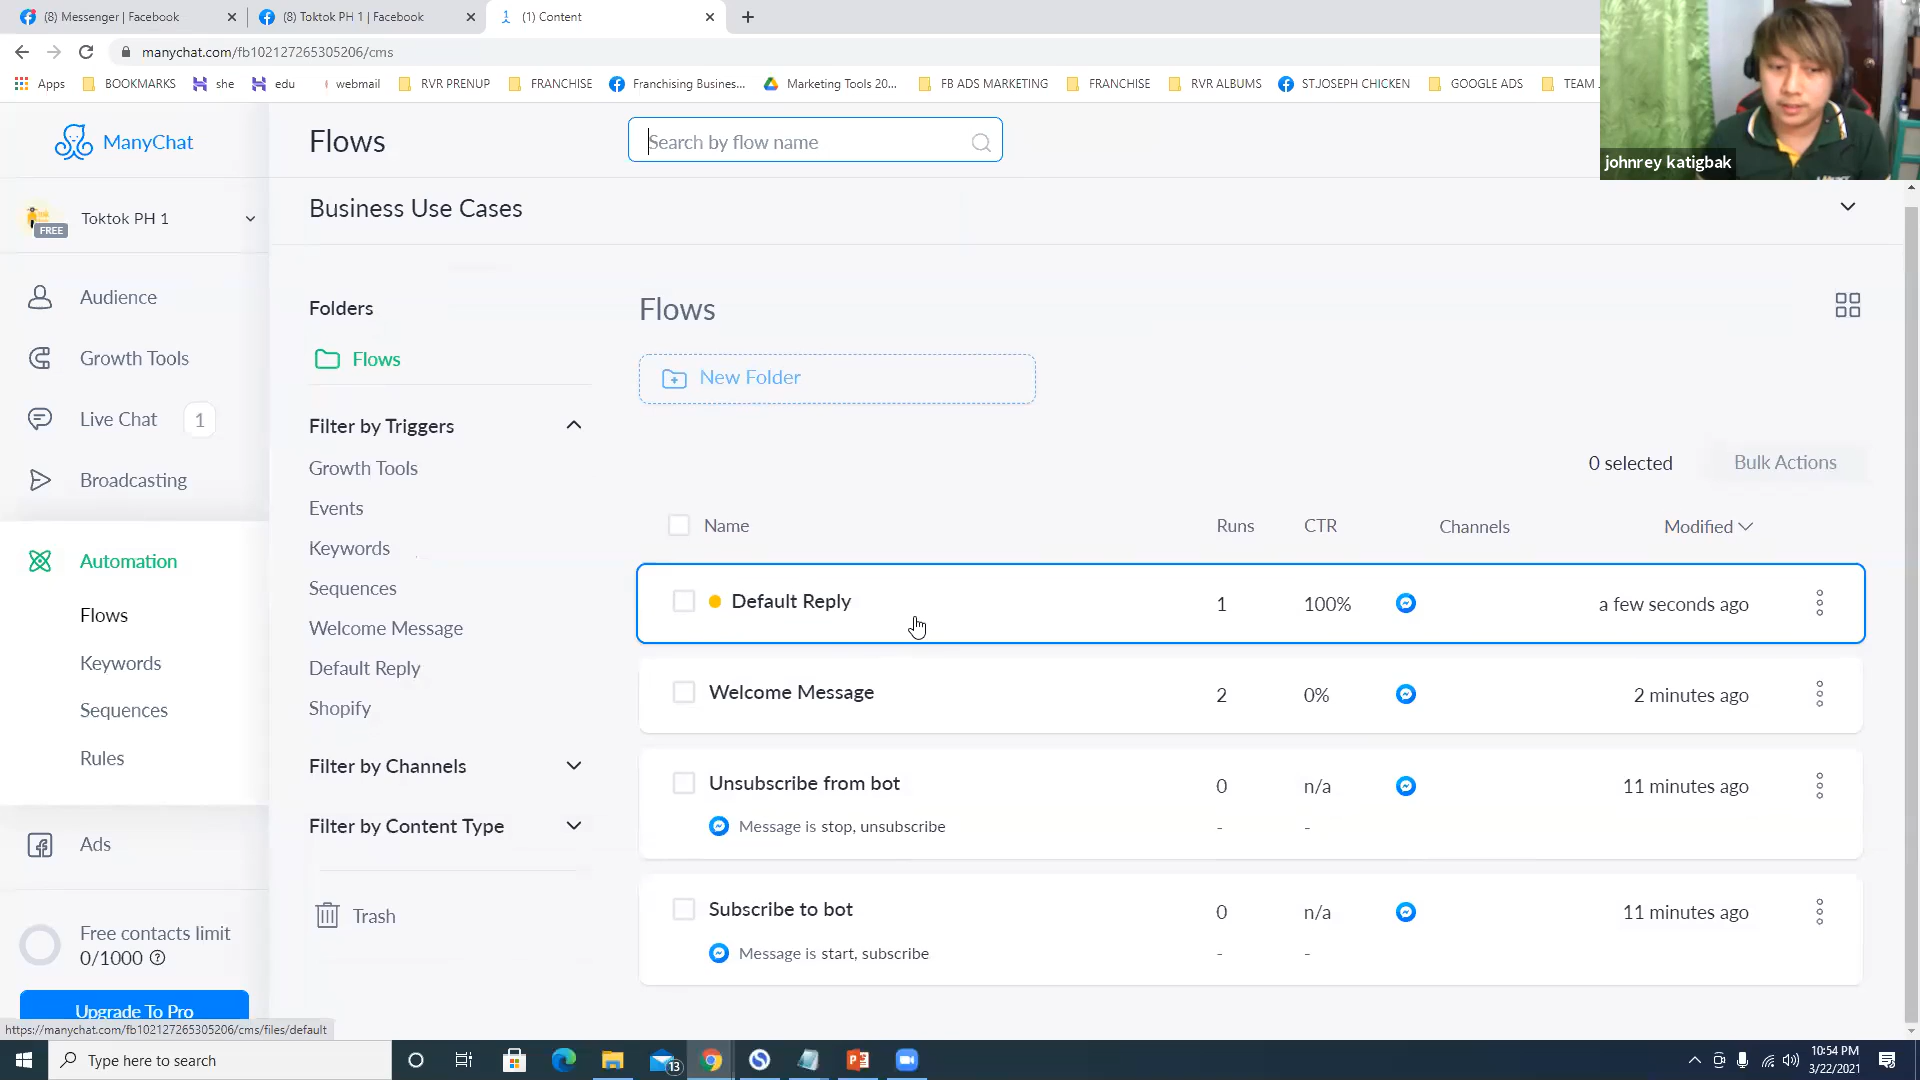 (8) Messenger | Facebook
(8) Toktok PH 1 | Facebook
(1) Content
manychat.com/fb102127265305206/cms
Apps
BOOKMARKS
she
edu
webmail
RVR PRENUP
FRANCHISE
Franchising Busines...
Marketing Tools 20...
FB ADS MARKETING
FRANCHISE
RVR ALBUMS
ST.JOSEPH CHICKEN
GOOGLE ADS
TEAM
johnrey katigbak
ManyChat
Flows
Search by flow name
Toktok PH 1
FREE
Business Use Cases
Audience
Growth Tools
Live Chat 1
Broadcasting
Automation
Flows
Keywords
Sequences
Rules
Ads
Free contacts limit
0/1000
Upgrade To Pro
Folders
Flows
Filter by Triggers
Growth Tools
Events
Keywords
Sequences
Welcome Message
Default Reply
Shopify
Filter by Channels
Filter by Content Type
Trash
Flows
New Folder
0 selected
Bulk Actions
Name Runs CTR Channels Modified
Default Reply 1 100% a few seconds ago
Welcome Message 2 0% 2 minutes ago
Unsubscribe from bot 0 n/a 11 minutes ago
Message is stop, unsubscribe - -
Subscribe to bot 0 n/a 11 minutes ago
Message is start, subscribe - -
https://manychat.com/fb102127265305206/cms/files/default
Type here to search
13
10:54 PM
3/22/2021